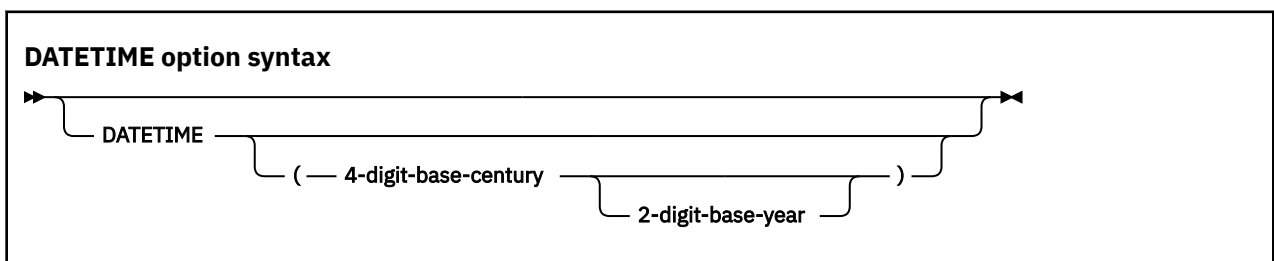 DATETIME option syntax
DATETIME
( 4-digit-base-century )
2-digit-base-year